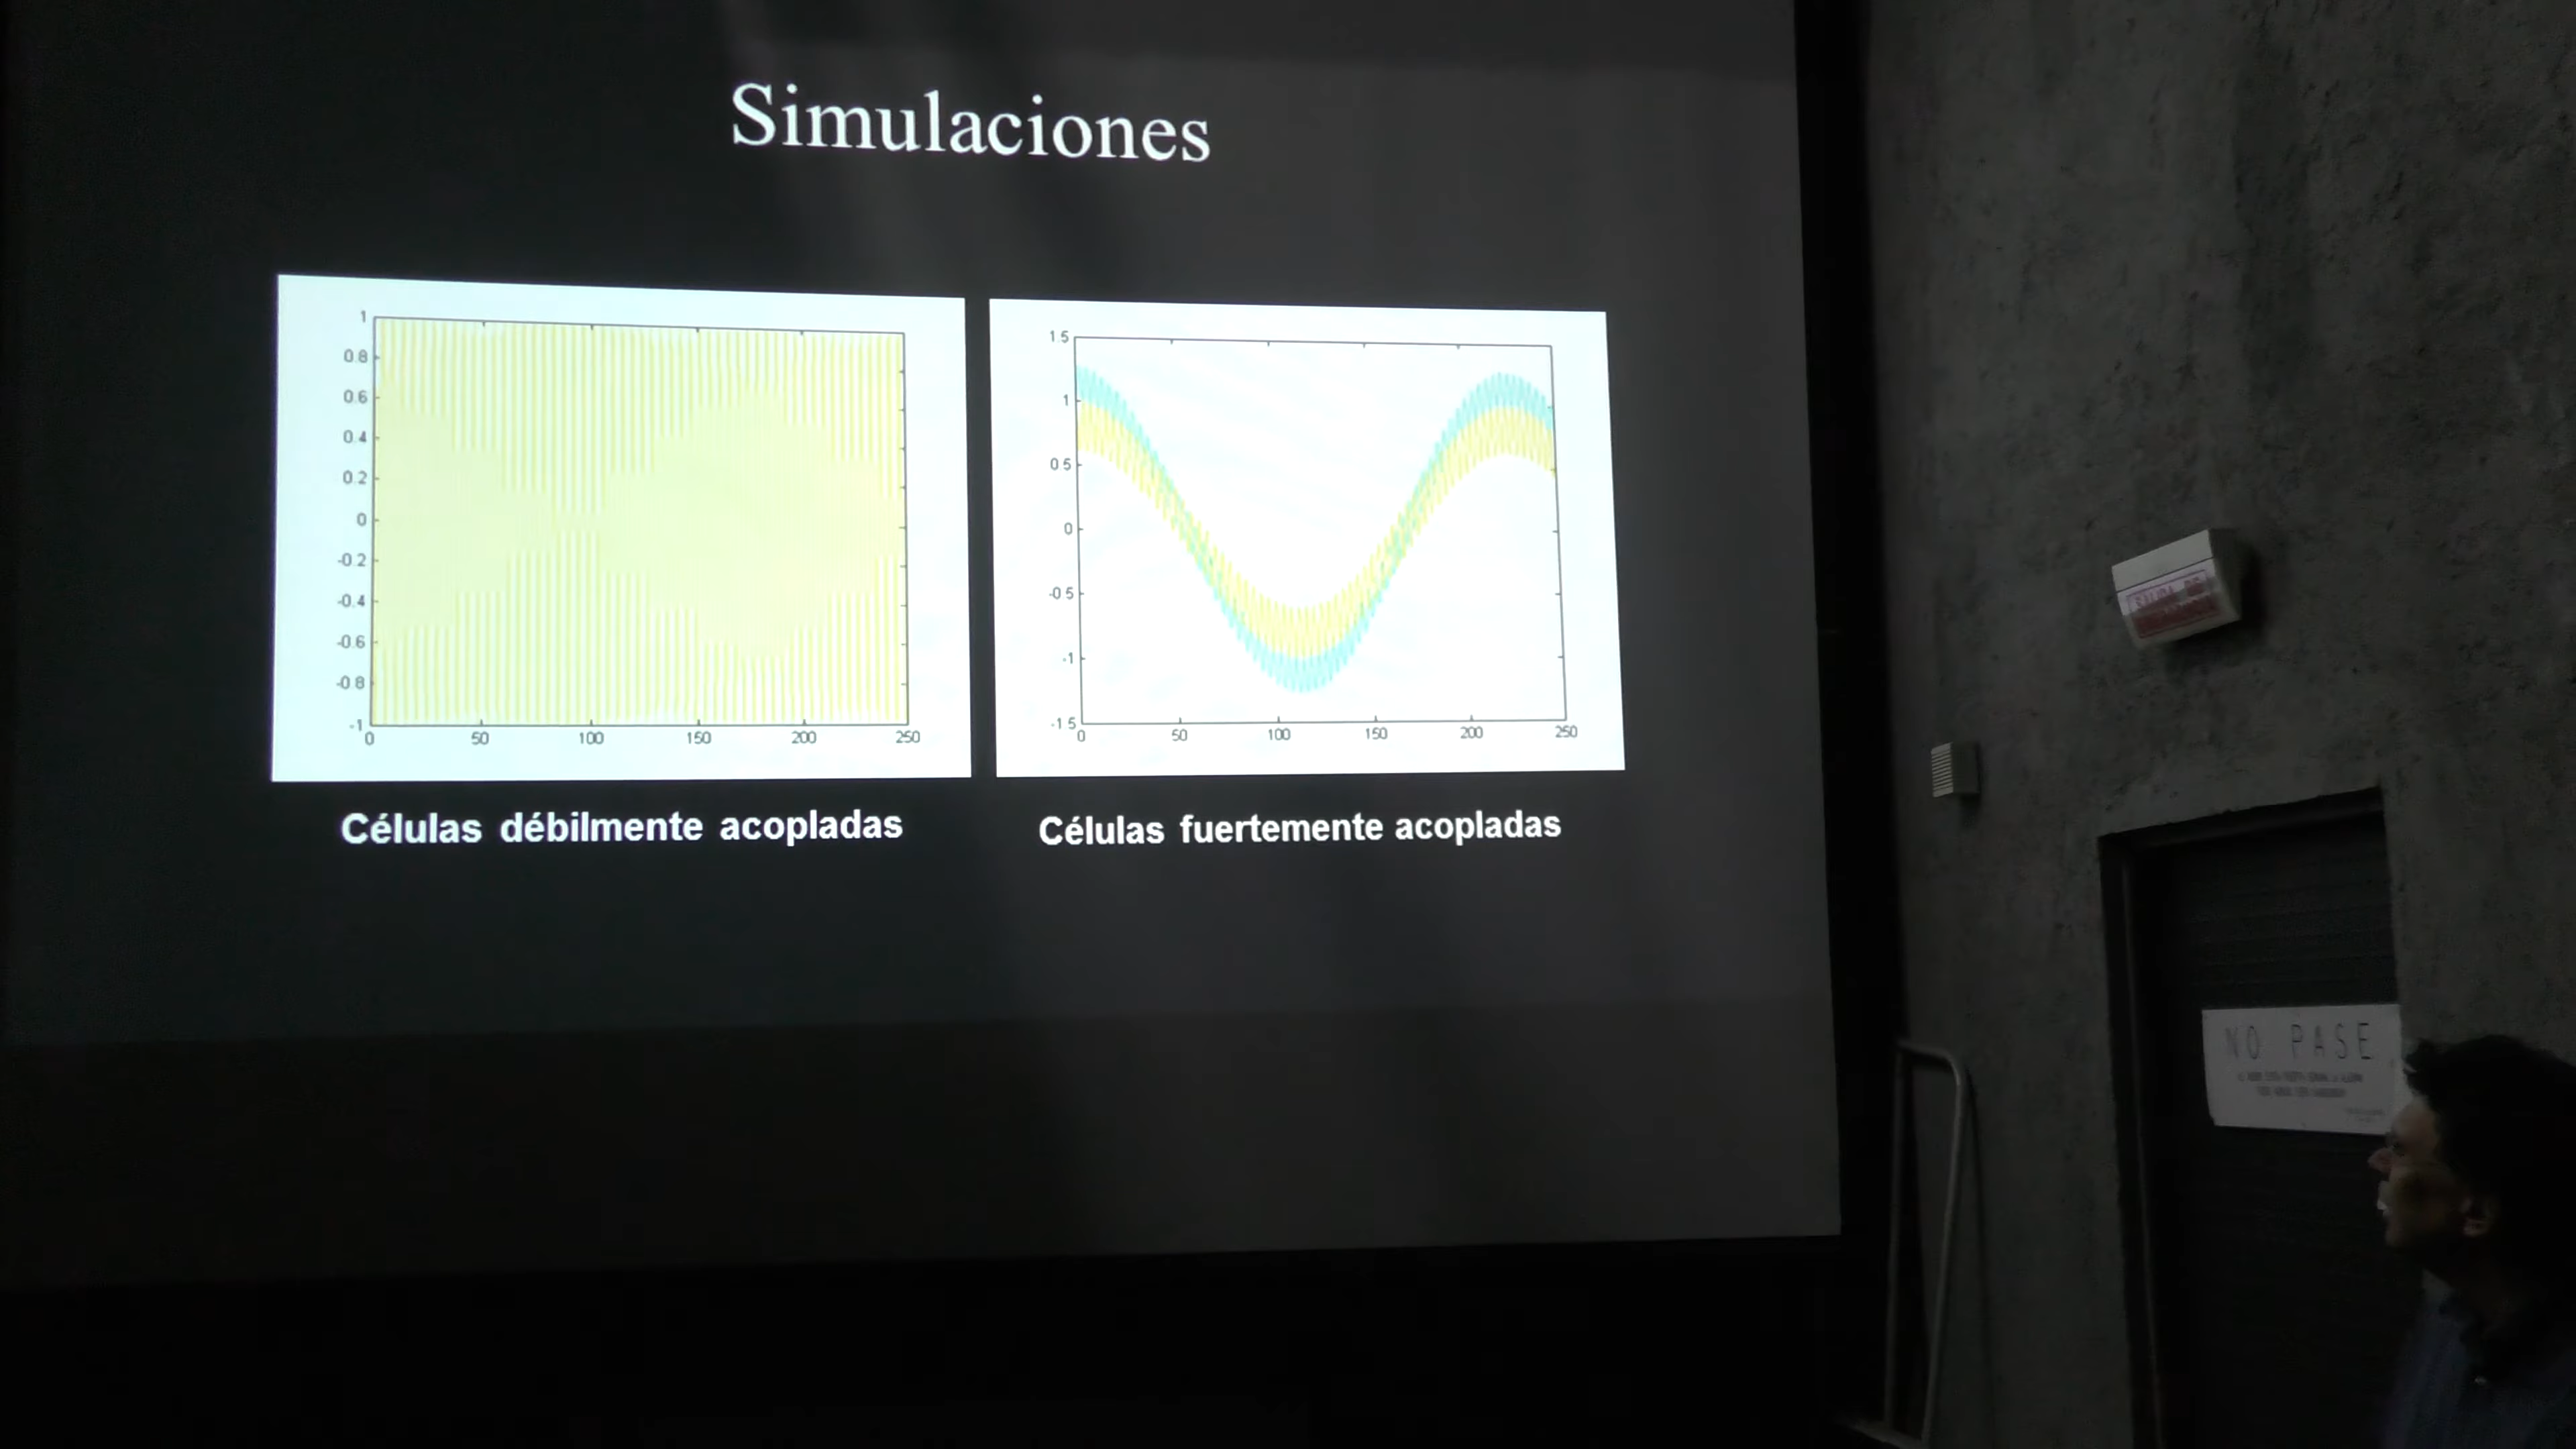 Simulaciones
1
0.8
0.6
0.4
0.2
0
-0.2
-0.4
-0.6
-0.8
-1
0 50 100 150 200 250
1.5
1
0.5
0
-0.5
-1
-1.5
0 50 100 150 200 250
Células débilmente acopladas
Células fuertemente acopladas
SALIDA DE
NO PASE